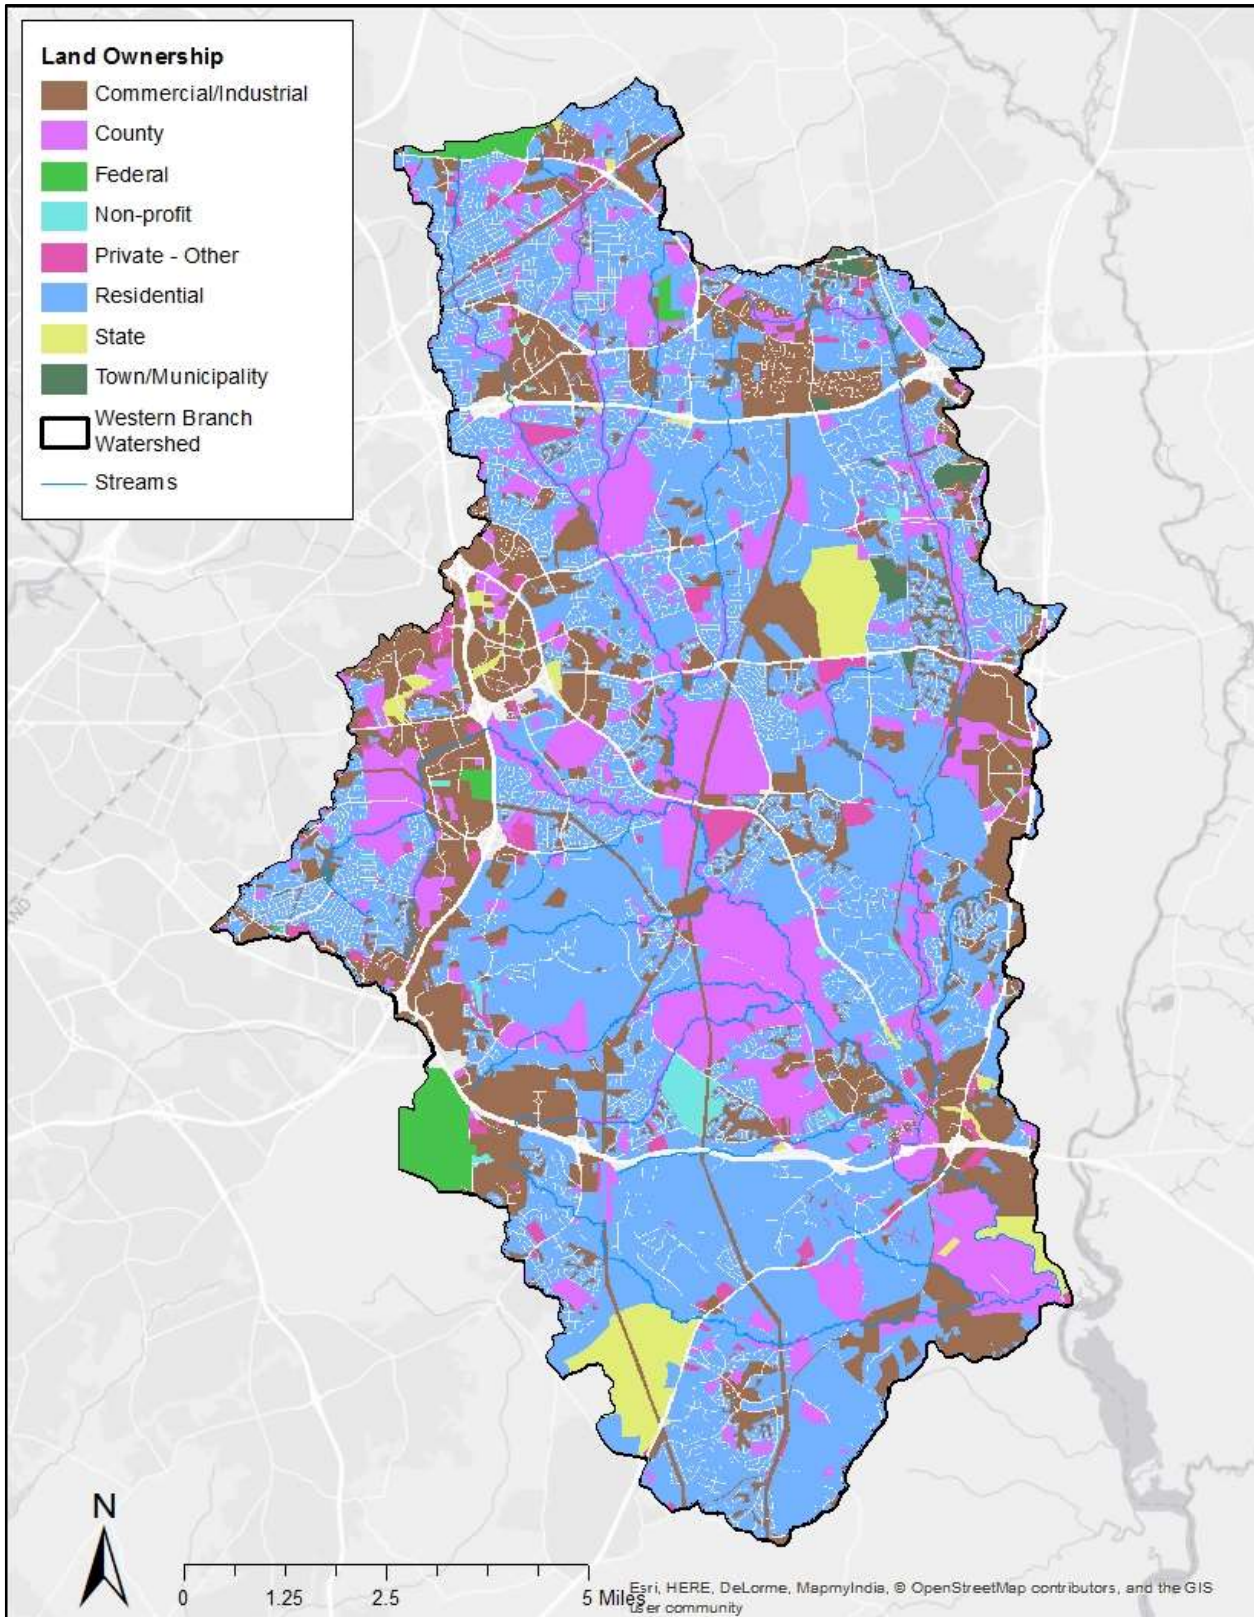 Land Ownership
Commercial/Industrial
County
Federal
Non-profit
Private - Other
Residential
State
Town/Municipality
Western Branch
Watershed
Streams
N
0 1.25 2.5 5 Miles
Esri, HERE, DeLorme, MapmyIndia, © OpenStreetMap contributors, and the GIS
user community